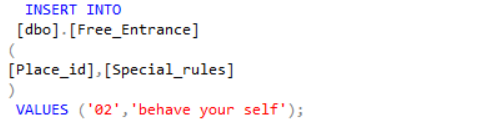 INSERT INTO
[dbo].[Free_Entrance]
(
[Place_id],[Special_rules]
)
VALUES ('02','behave your self');